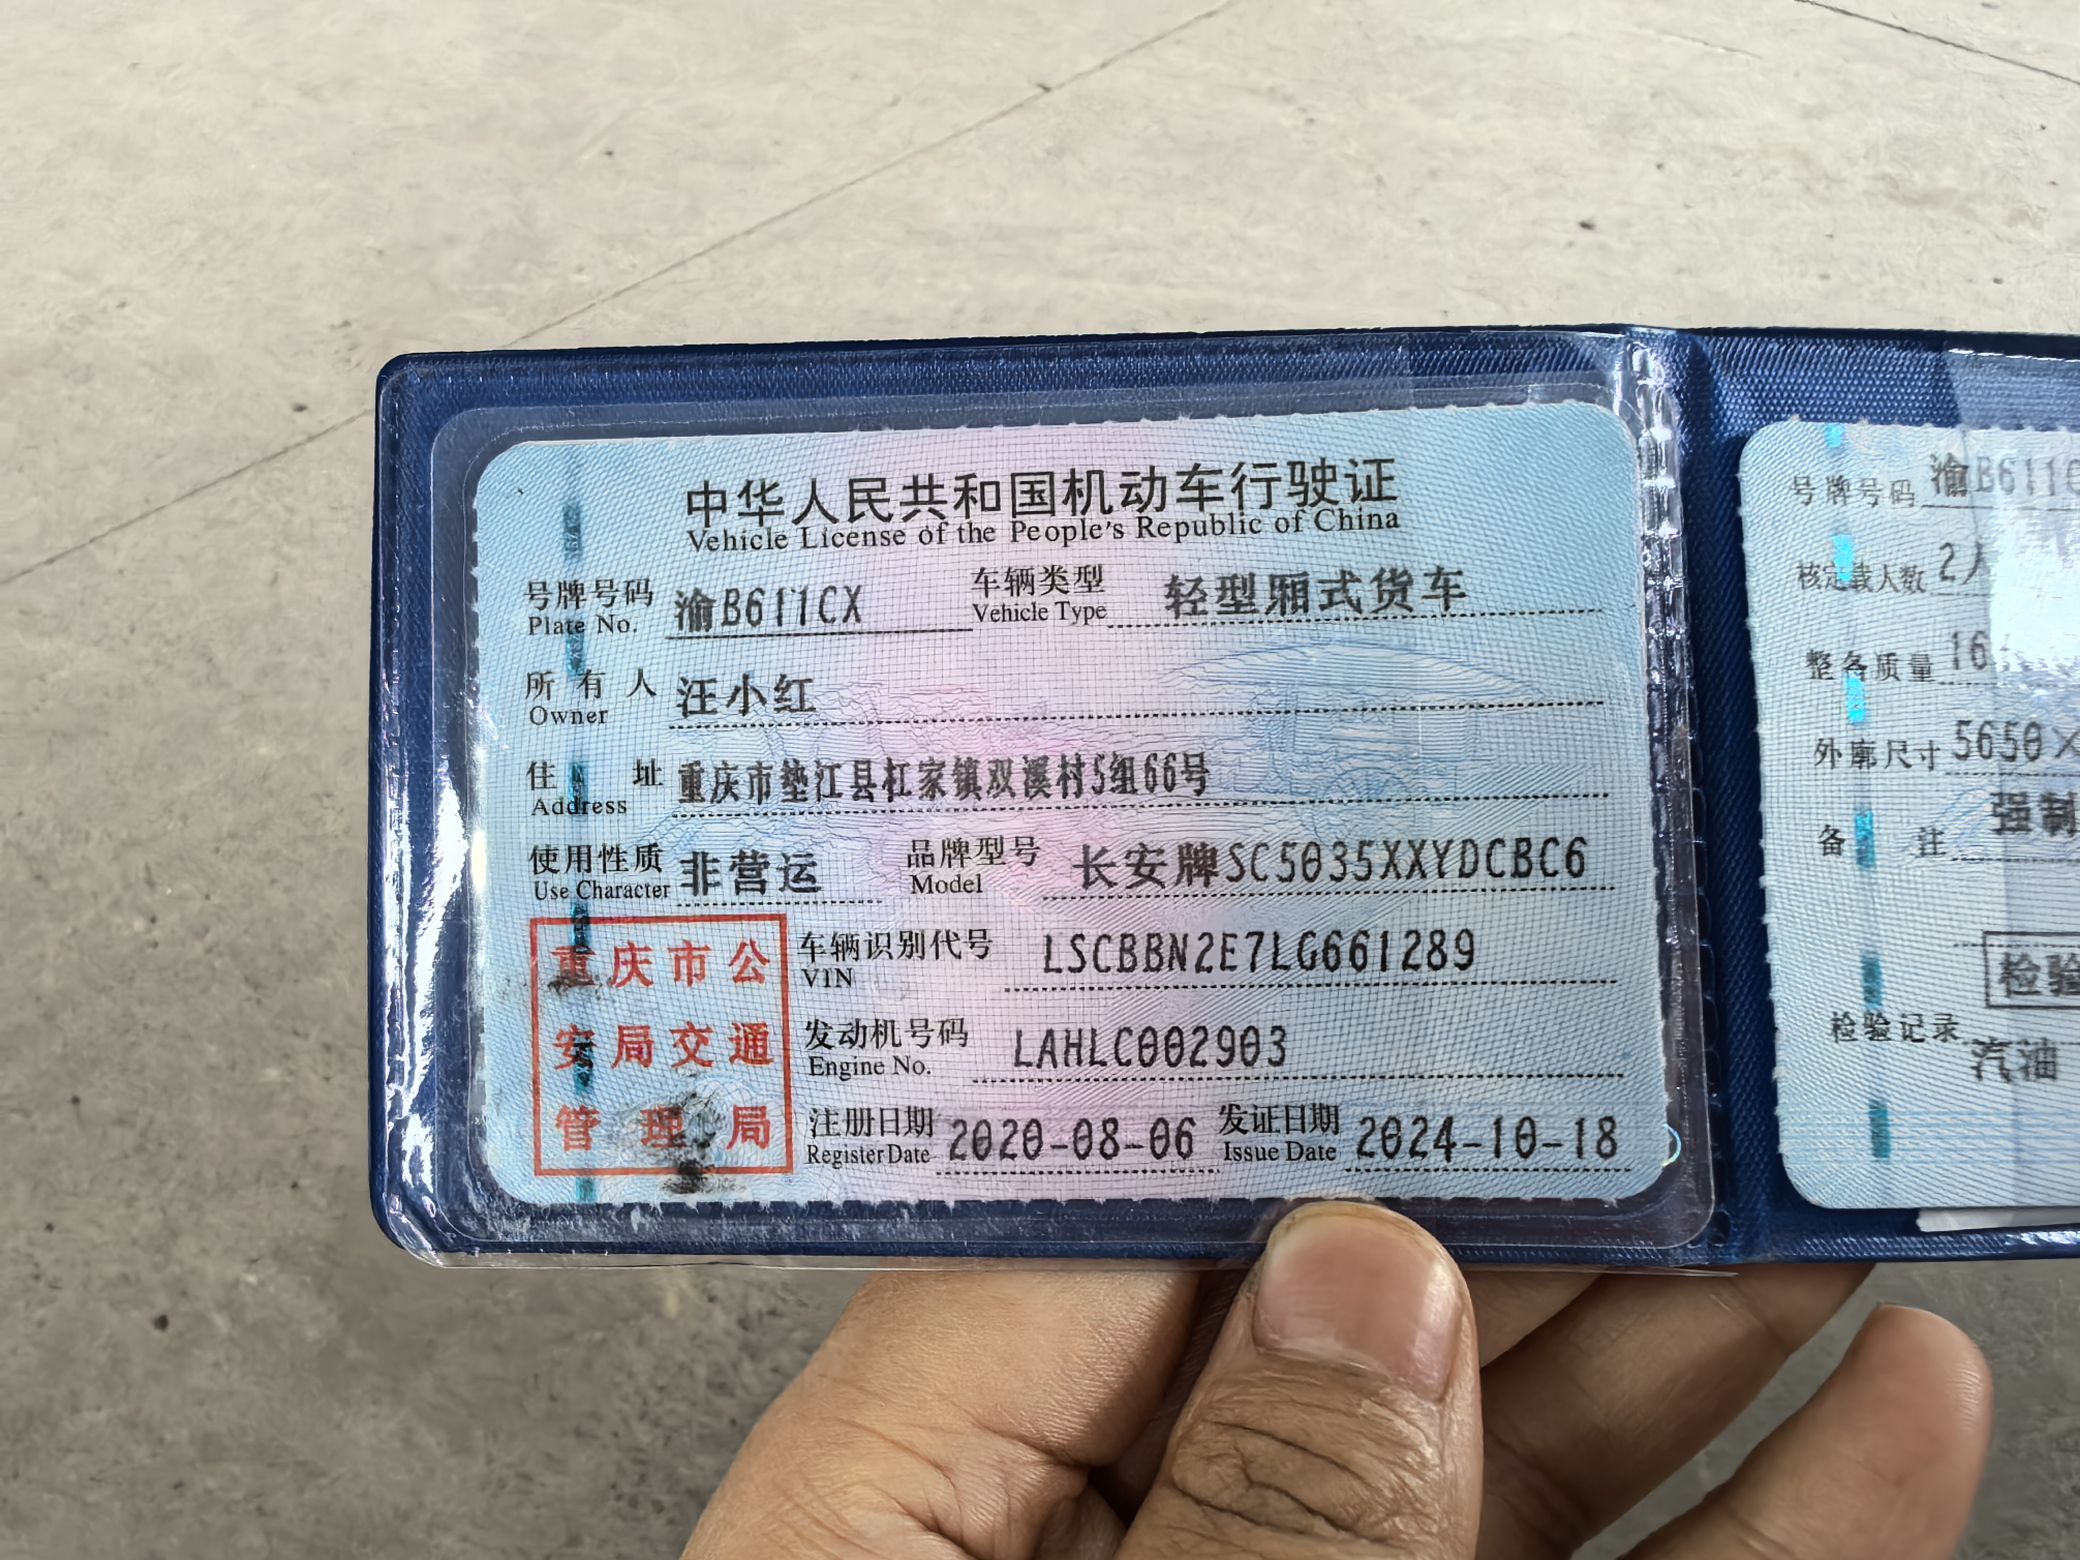 中华人民共和国机动车行驶证
Vehicle License of the People's Republic of China
号牌号码 渝B611CX 车辆类型 轻型厢式货车
Plate No. Vehicle Type
所有人 汪小红
Owner
住址 重庆市垫江县杠家镇双溪村5组66号
Address
使用性质 非营运 品牌型号 长安牌SC5035XXYDCBC6
Use Character Model
重庆市公
安局交通
管理局
车辆识别代号 LSCBBN2E7LG661289
VIN
发动机号码 LAHLC002903
Engine No.
注册日期 2020-08-06 发证日期 2024-10-18
Register Date Issue Date
号牌号码 渝B611C
核定载人数 2人
整备质量 16
外廓尺寸 5650×
备注 强制
检验
检验记录
汽油